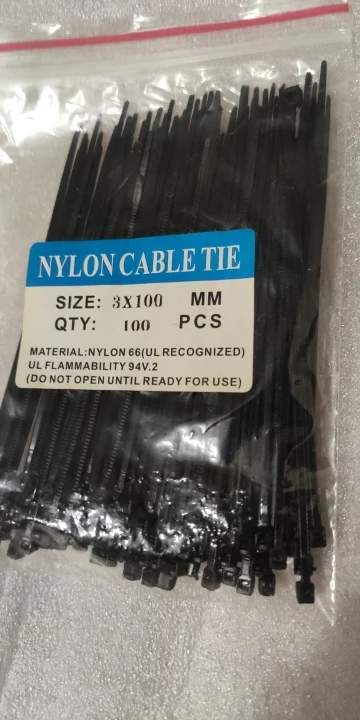 NYLON CABLE TIE
SIZE: 3X100 MM
QTY: 100 PCS
MATERIAL:NYLON 66(UL RECOGNIZED)
UL FLAMMABILITY 94V.2
(DO NOT OPEN UNTIL READY FOR USE)